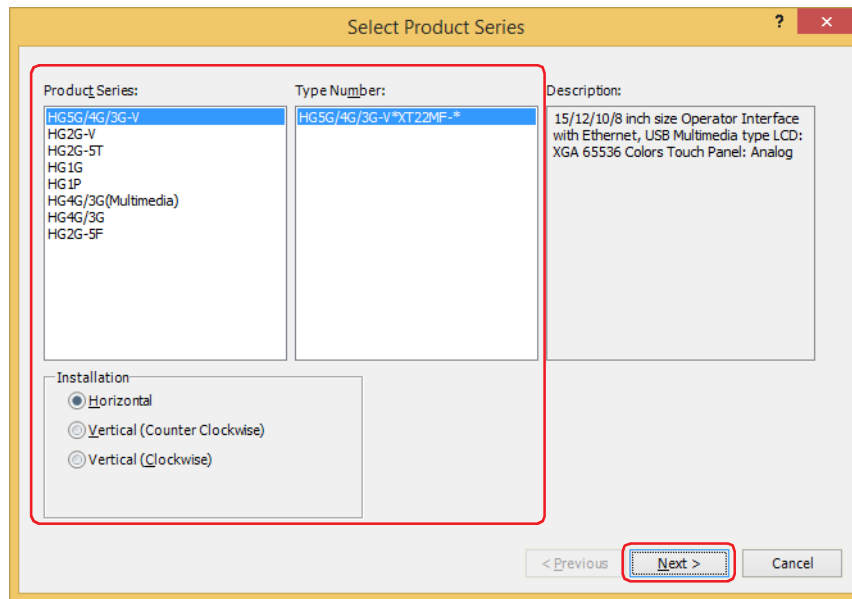 Select Product Series
?
Product Series:
HG5G/4G/3G-V
HG2G-V
HG2G-5T
HG1G
HG1P
HG4G/3G(Multimedia)
HG4G/3G
HG2G-5F
Type Number:
HG5G/4G/3G-V*XT22MF-*
Description:
15/12/10/8 inch size Operator Interface
with Ethernet, USB Multimedia type LCD:
XGA 65536 Colors Touch Panel: Analog
Installation
Horizontal
Vertical (Counter Clockwise)
Vertical (Clockwise)
< Previous
Next >
Cancel